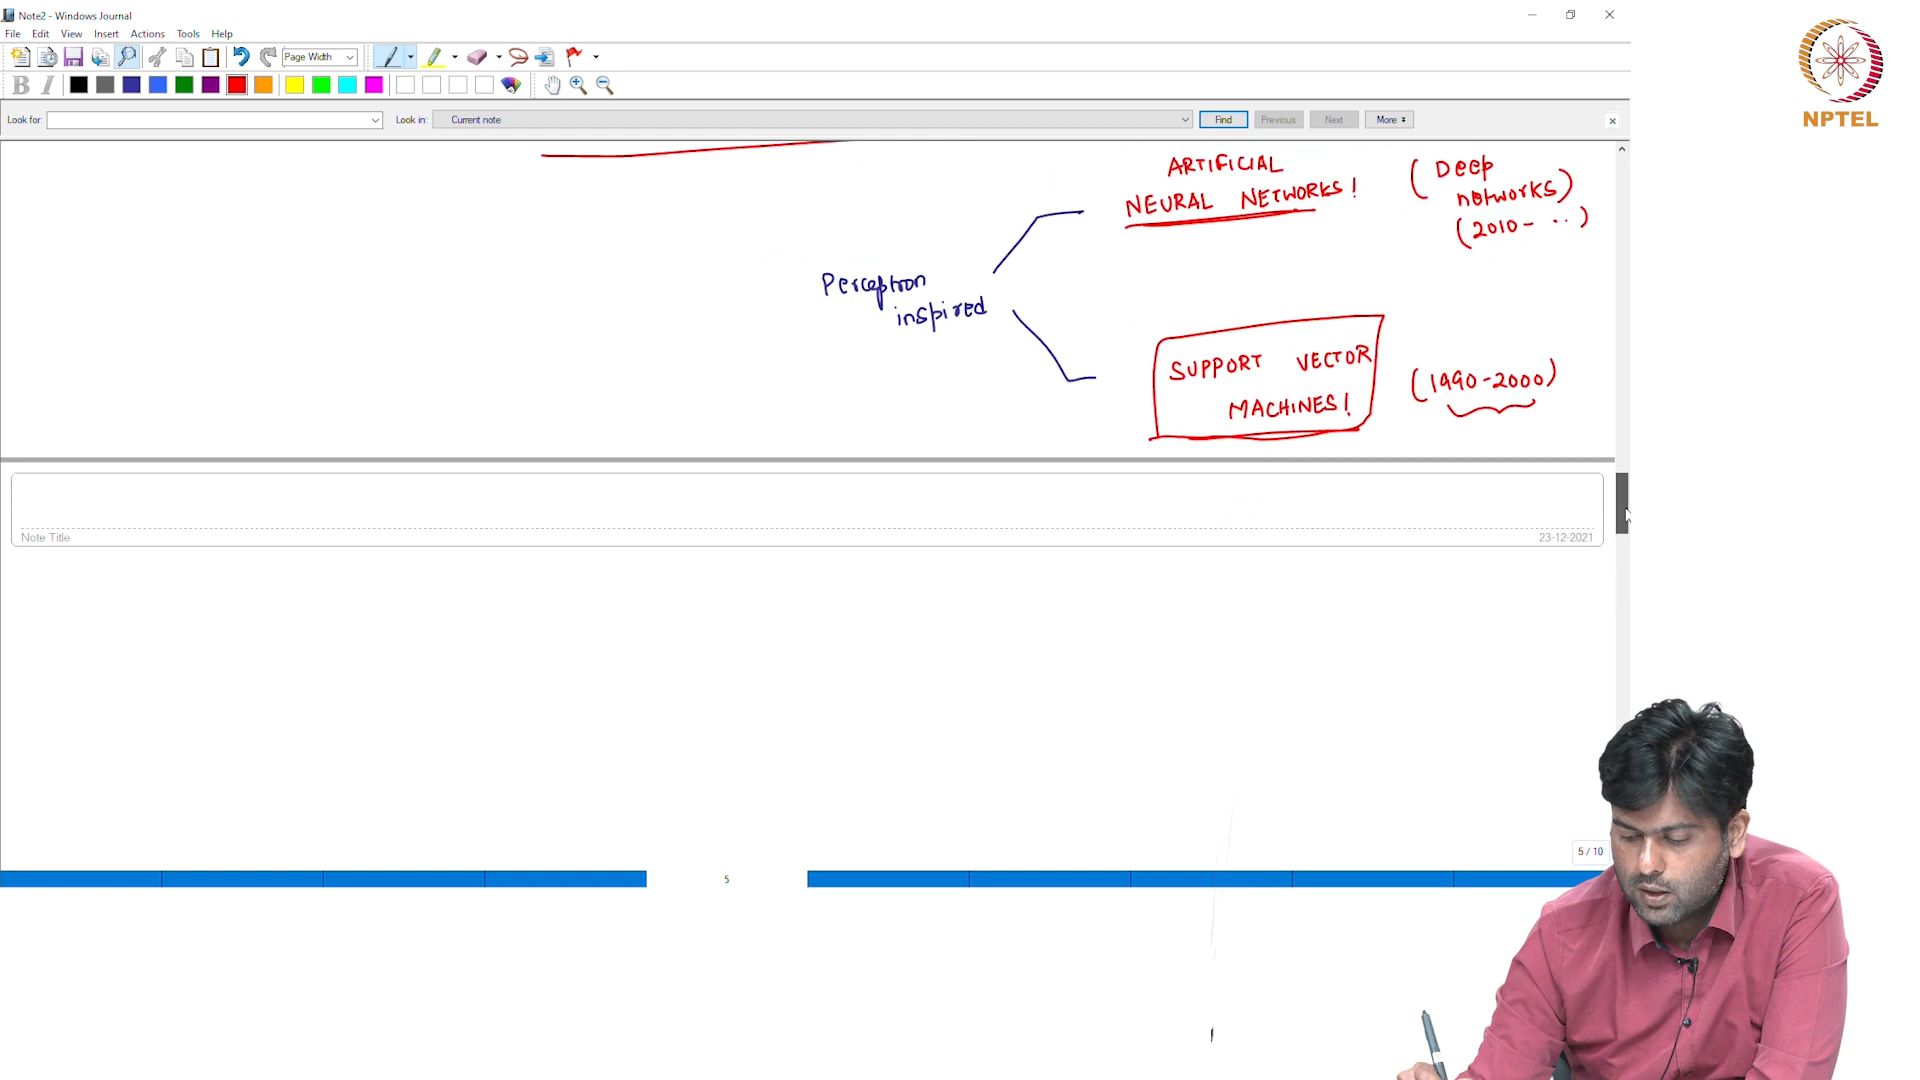 Note2 - Windows Journal
File Edit View Insert Actions Tools Help
Page Width
B I
Look for: Look in: Current note Find Previous Next More
NPTEL
ARTIFICIAL
NEURAL NETWORKS!
(Deep
networks)
(2010- ..)
Perceptron
inspired
SUPPORT VECTOR
MACHINES!
(1990-2000)
Note Title 23-12-2021
5 / 10
5